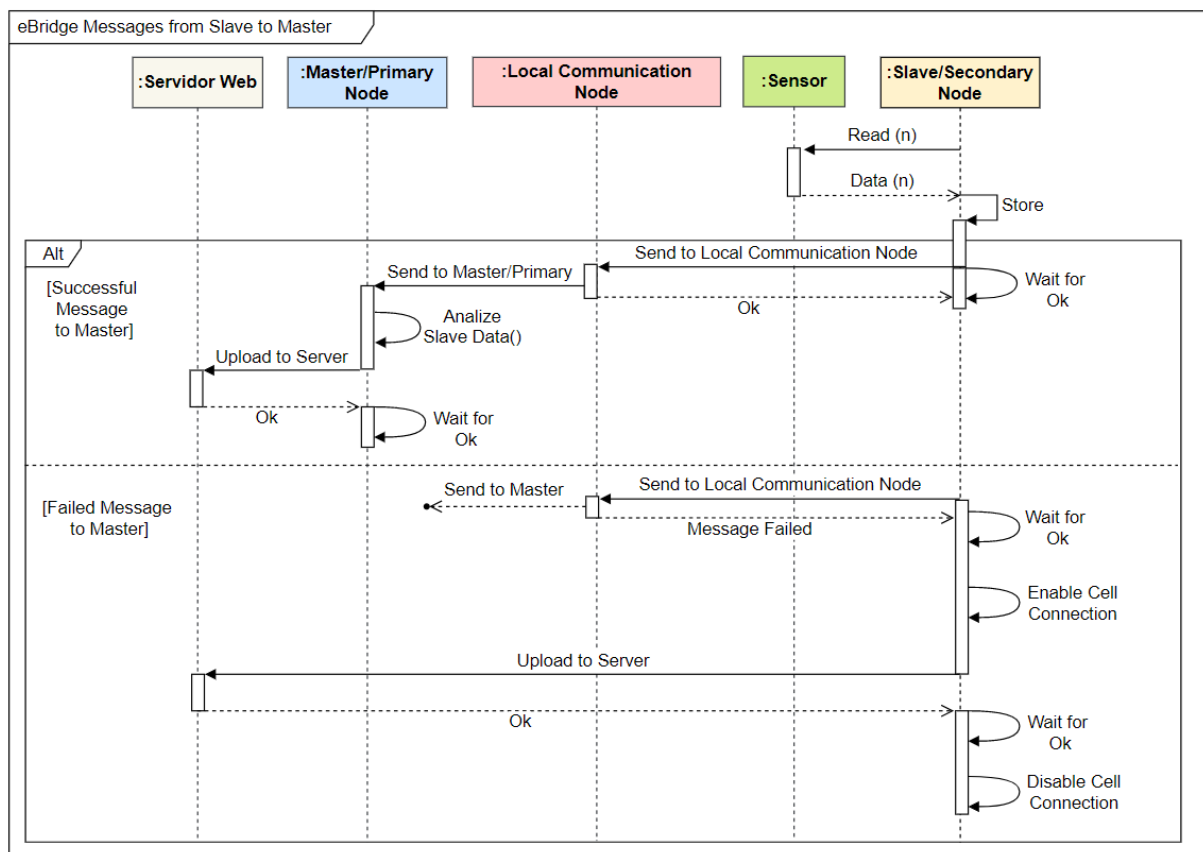 eBridge Messages from Slave to Master
:Servidor Web
:Master/Primary
Node
:Local Communication
Node
:Sensor
:Slave/Secondary
Node
Read (n)
Data (n)
Store
Alt
[Successful
Message
to Master]
Send to Local Communication Node
Send to Master/Primary
Wait for
Ok
Ok
Analize
Slave Data()
Upload to Server
Ok
Wait for
Ok
[Failed Message
to Master]
Send to Local Communication Node
Send to Master
Message Failed
Wait for
Ok
Enable Cell
Connection
Upload to Server
Ok
Wait for
Ok
Disable Cell
Connection